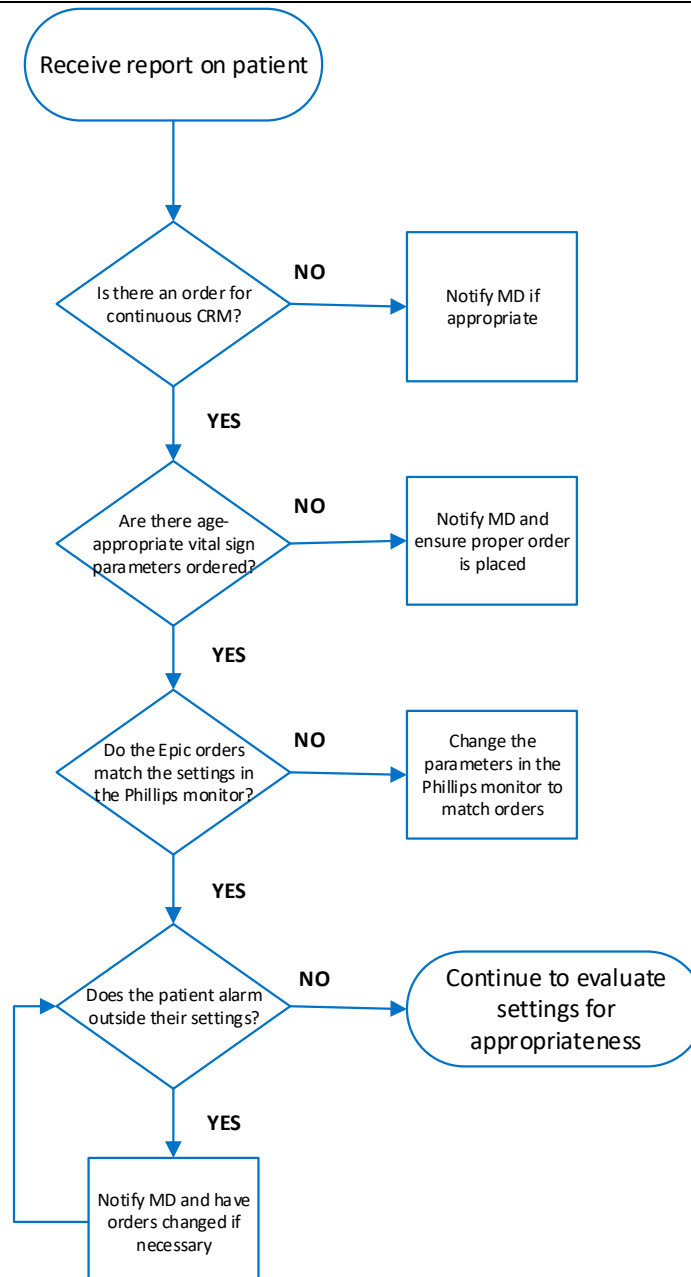 Receive report on patient
Is there an order for
continuous CRM?
NO
Notify MD if
appropriate
YES
Are there age-
appropriate vital sign
parameters ordered?
NO
Notify MD and
ensure proper order
is placed
YES
Do the Epic orders
match the settings in
the Phillips monitor?
NO
Change the
parameters in the
Phillips monitor to
match orders
YES
Does the patient alarm
outside their settings?
NO
Continue to evaluate
settings for
appropriateness
YES
Notify MD and have
orders changed if
necessary